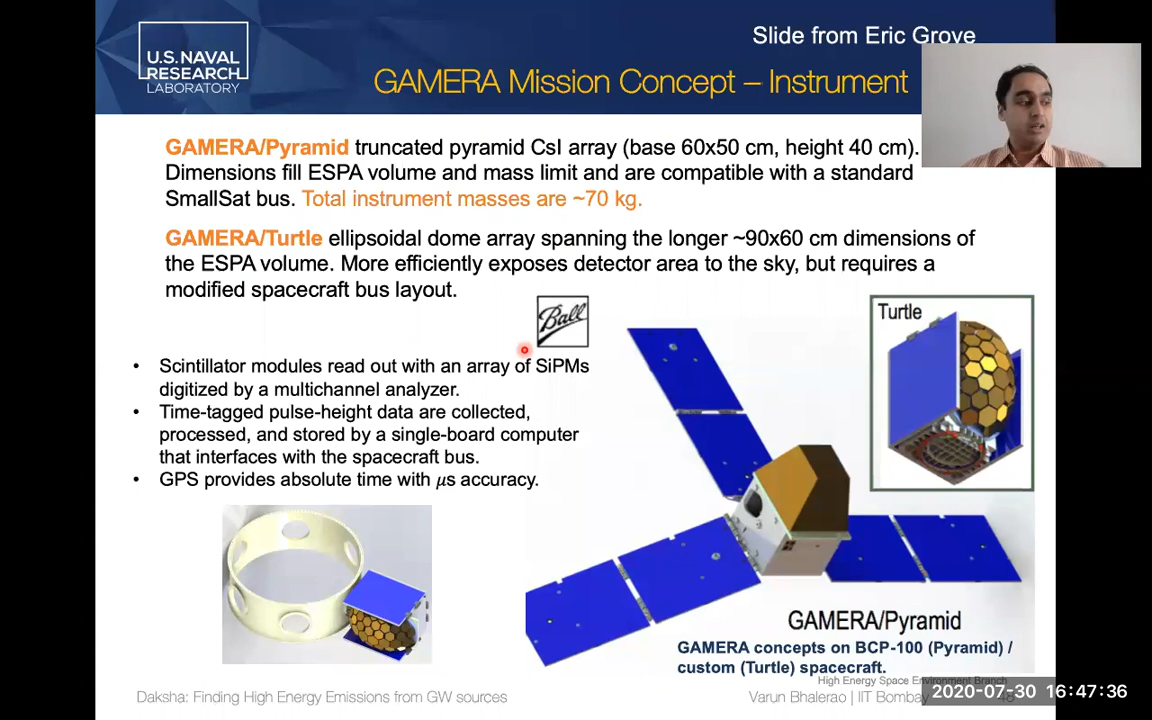 Slide from Eric Grove
U.S. NAVAL
RESEARCH
LABORATORY
GAMERA Mission Concept – Instrument
GAMERA/Pyramid truncated pyramid CsI array (base 60x50 cm, height 40 cm).
Dimensions fill ESPA volume and mass limit and are compatible with a standard
SmallSat bus. Total instrument masses are ~70 kg.
GAMERA/Turtle ellipsoidal dome array spanning the longer ~90x60 cm dimensions of
the ESPA volume. More efficiently exposes detector area to the sky, but requires a
modified spacecraft bus layout.
Ball
Turtle
• Scintillator modules read out with an array of SiPMs
digitized by a multichannel analyzer.
• Time-tagged pulse-height data are collected,
processed, and stored by a single-board computer
that interfaces with the spacecraft bus.
• GPS provides absolute time with μs accuracy.
GAMERA/Pyramid
GAMERA concepts on BCP-100 (Pyramid) /
custom (Turtle) spacecraft.
High Energy Space Environment Branch
Daksha: Finding High Energy Emissions from GW sources
Varun Bhalerao | IIT Bombay
2020-07-30 16:47:36